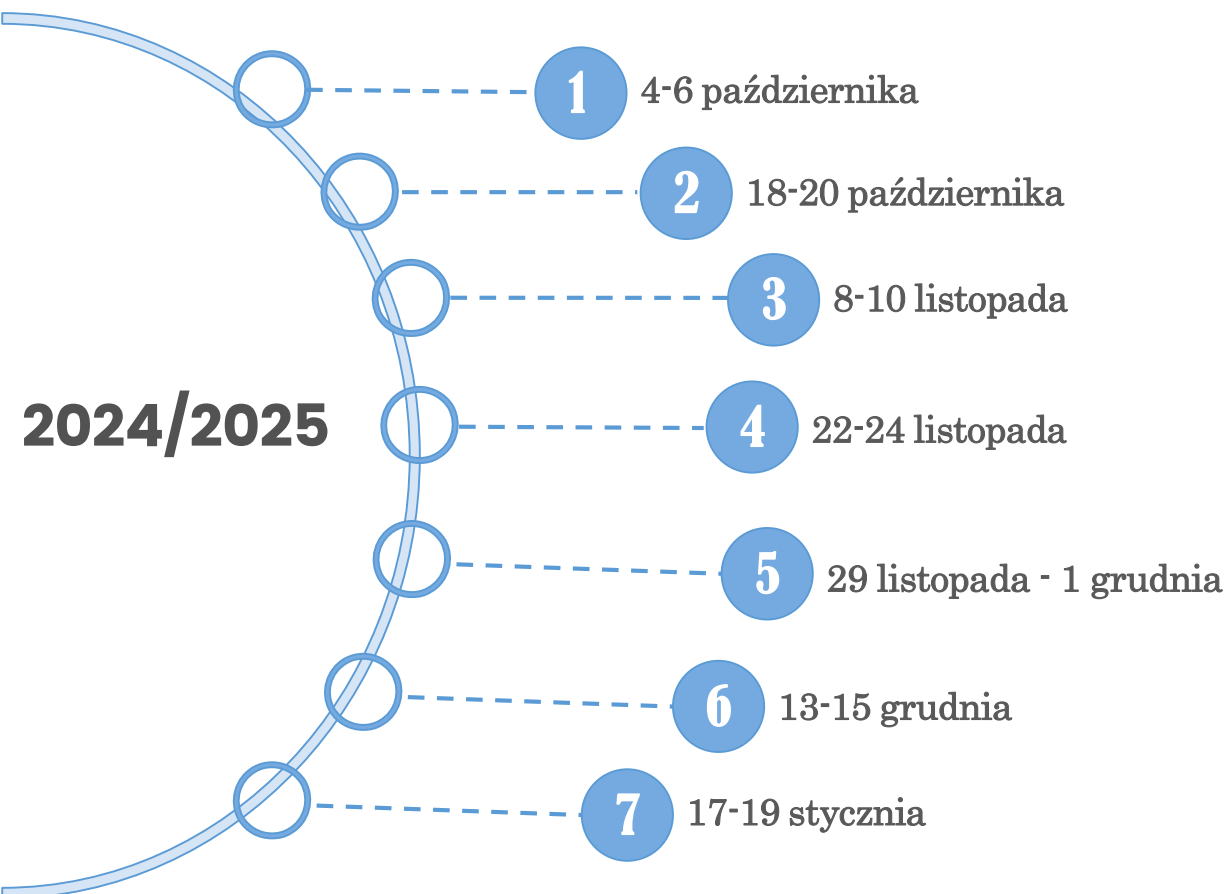 1 4-6 października
2 18-20 października
3 8-10 listopada
2024/2025
4 22-24 listopada
5 29 listopada - 1 grudnia
6 13-15 grudnia
7 17-19 stycznia